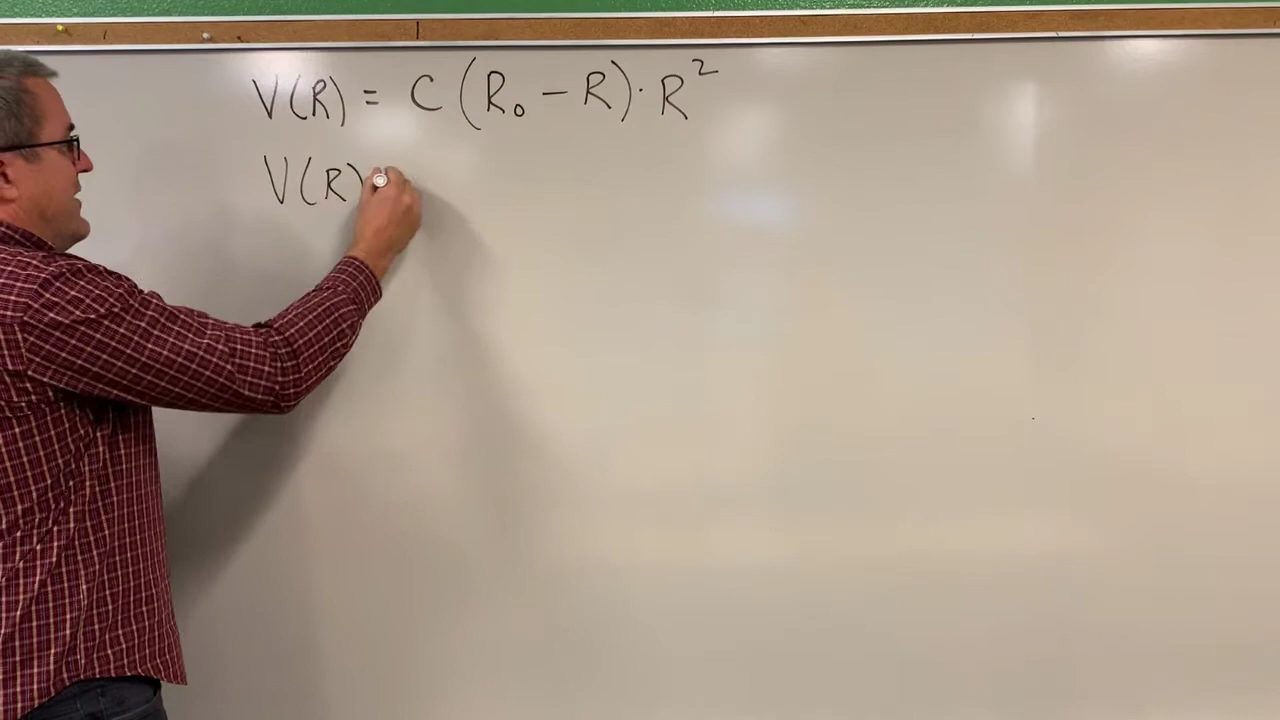 V(R) = C(R₀ − R)·R²
V(R)